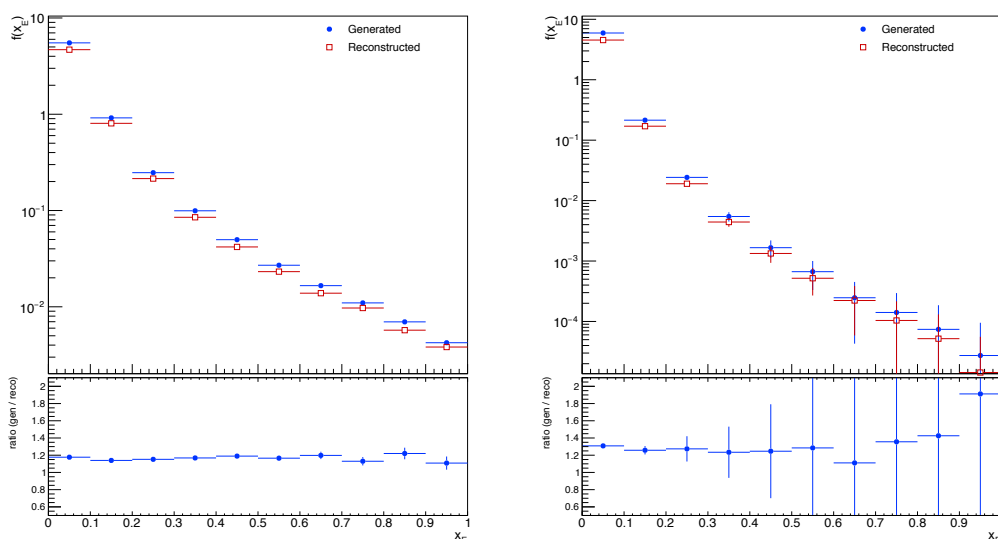 f(x_E)
10
1
10⁻¹
10⁻²
Generated
Reconstructed
ratio (gen / reco)
2
1.8
1.6
1.4
1.2
1
0.8
0.6
0 0.1 0.2 0.3 0.4 0.5 0.6 0.7 0.8 0.9 1
f(x_E)
10
1
10⁻¹
10⁻²
10⁻³
10⁻⁴
Generated
Reconstructed
ratio (gen / reco)
2
1.8
1.6
1.4
1.2
1
0.8
0.6
0 0.1 0.2 0.3 0.4 0.5 0.6 0.7 0.8 0.9